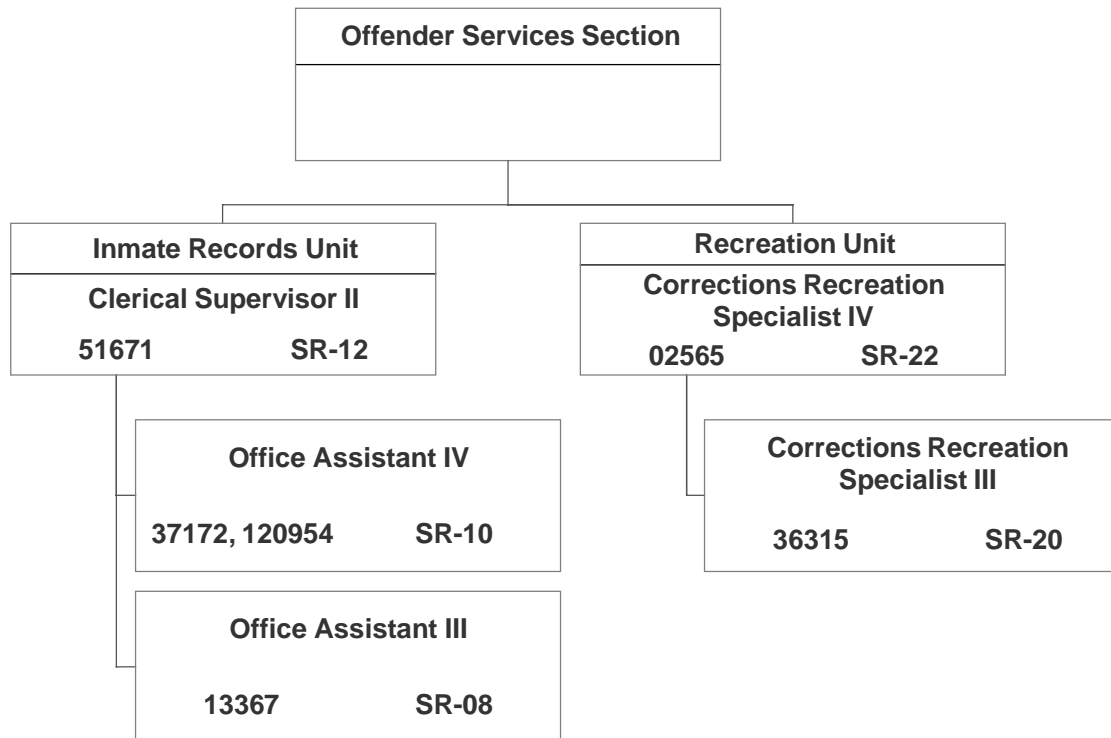 Offender Services Section
Inmate Records Unit
Clerical Supervisor II
51671 SR-12
Office Assistant IV
37172, 120954 SR-10
Office Assistant III
13367 SR-08
Recreation Unit
Corrections Recreation
Specialist IV
02565 SR-22
Corrections Recreation
Specialist III
36315 SR-20